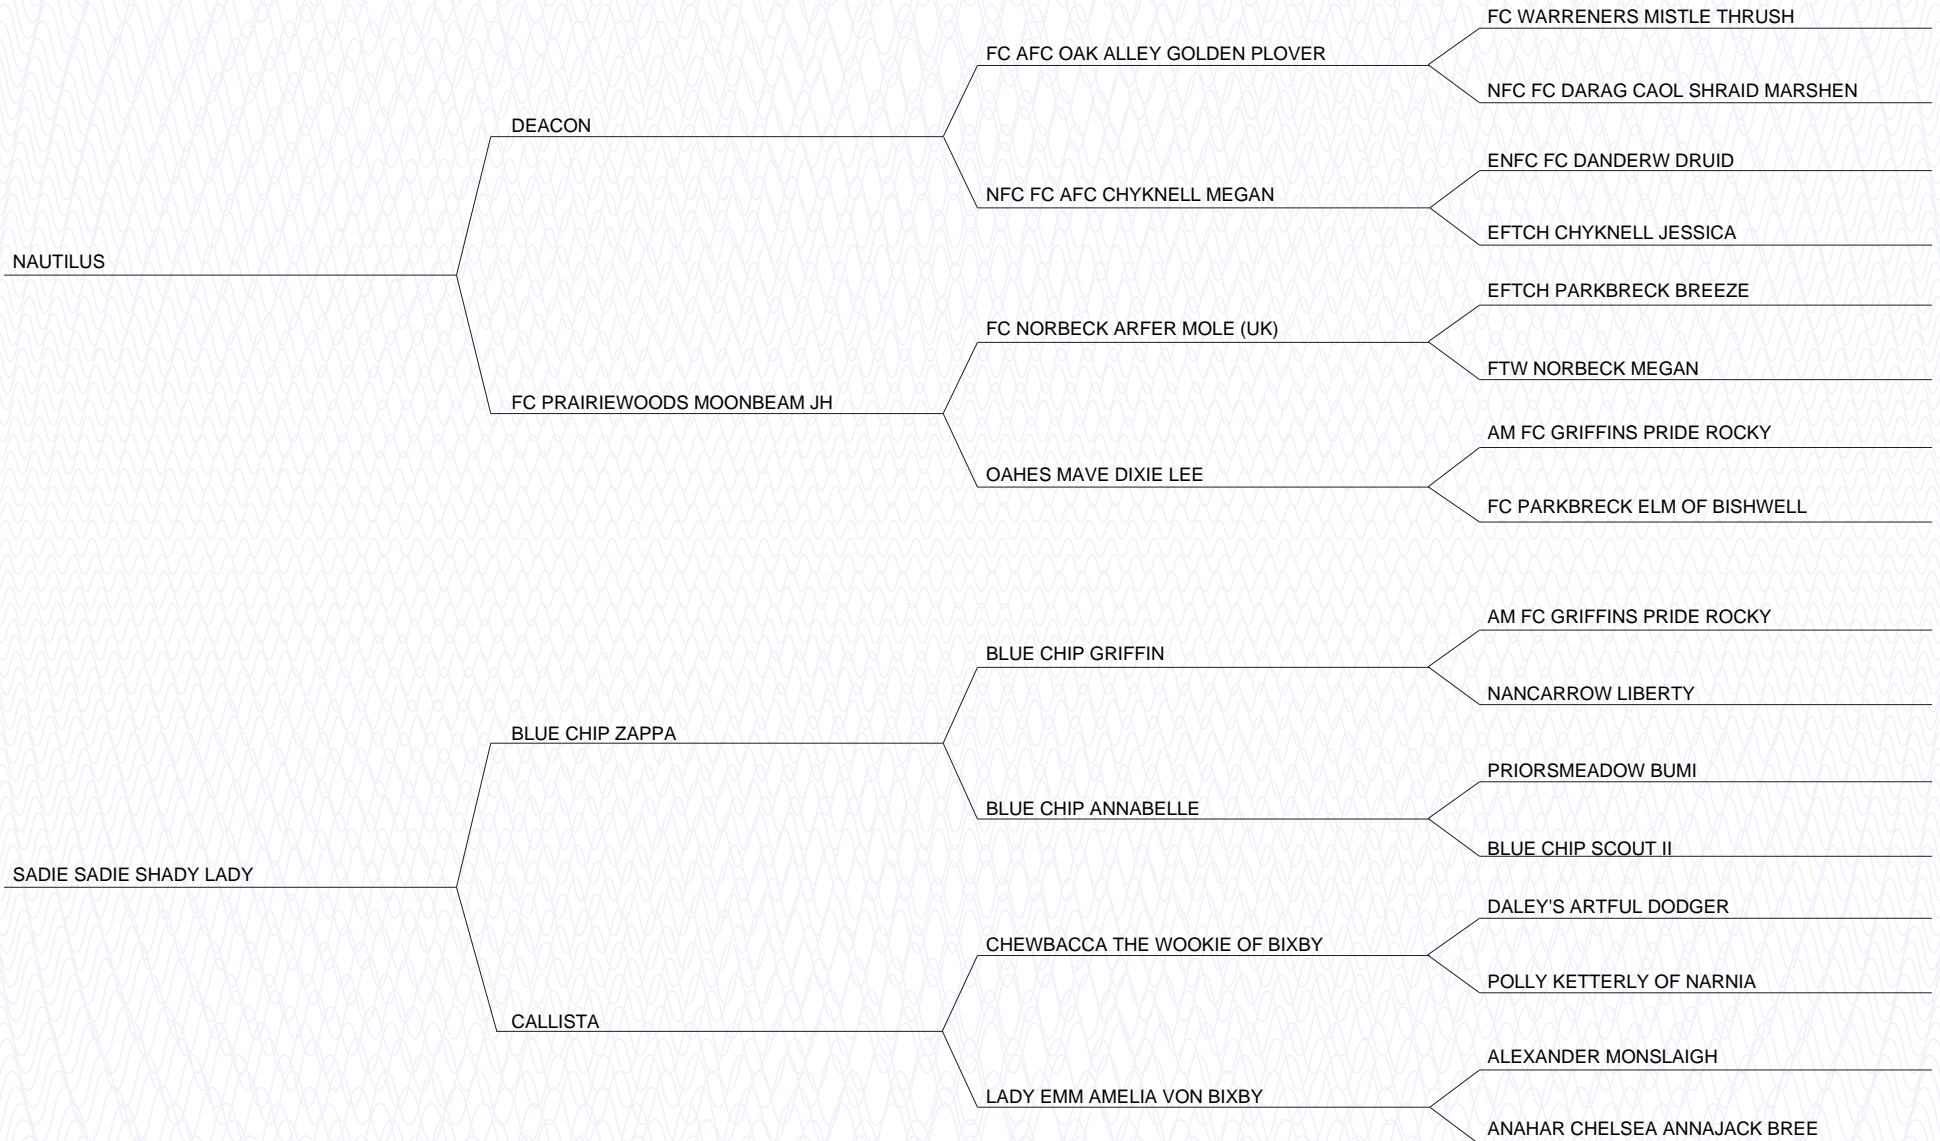 FC WARRENERS MISTLE THRUSH
FC AFC OAK ALLEY GOLDEN PLOVER
NFC FC DARAG CAOL SHRAID MARSHEN
DEACON
ENFC FC DANDERW DRUID
NFC FC AFC CHYKNELL MEGAN
EFTCH CHYKNELL JESSICA
NAUTILUS
EFTCH PARKBRECK BREEZE
FC NORBECK ARFER MOLE (UK)
FTW NORBECK MEGAN
FC PRAIRIEWOODS MOONBEAM JH
AM FC GRIFFINS PRIDE ROCKY
OAHES MAVE DIXIE LEE
FC PARKBRECK ELM OF BISHWELL
AM FC GRIFFINS PRIDE ROCKY
BLUE CHIP GRIFFIN
NANCARROW LIBERTY
BLUE CHIP ZAPPA
PRIORSMEADOW BUMI
BLUE CHIP ANNABELLE
BLUE CHIP SCOUT II
SADIE SADIE SHADY LADY
DALEY'S ARTFUL DODGER
CHEWBACCA THE WOOKIE OF BIXBY
POLLY KETTERLY OF NARNIA
CALLISTA
ALEXANDER MONSLAIGH
LADY EMM AMELIA VON BIXBY
ANAHAR CHELSEA ANNAJACK BREE